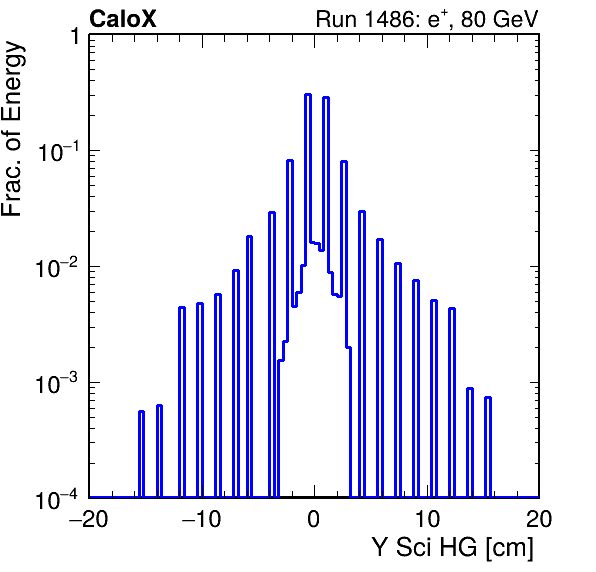 CaloX Run 1486: e⁺, 80 GeV
Frac. of Energy
1
10⁻¹
10⁻²
10⁻³
10⁻⁴
−20 −10 0 10 20
Y Sci HG [cm]